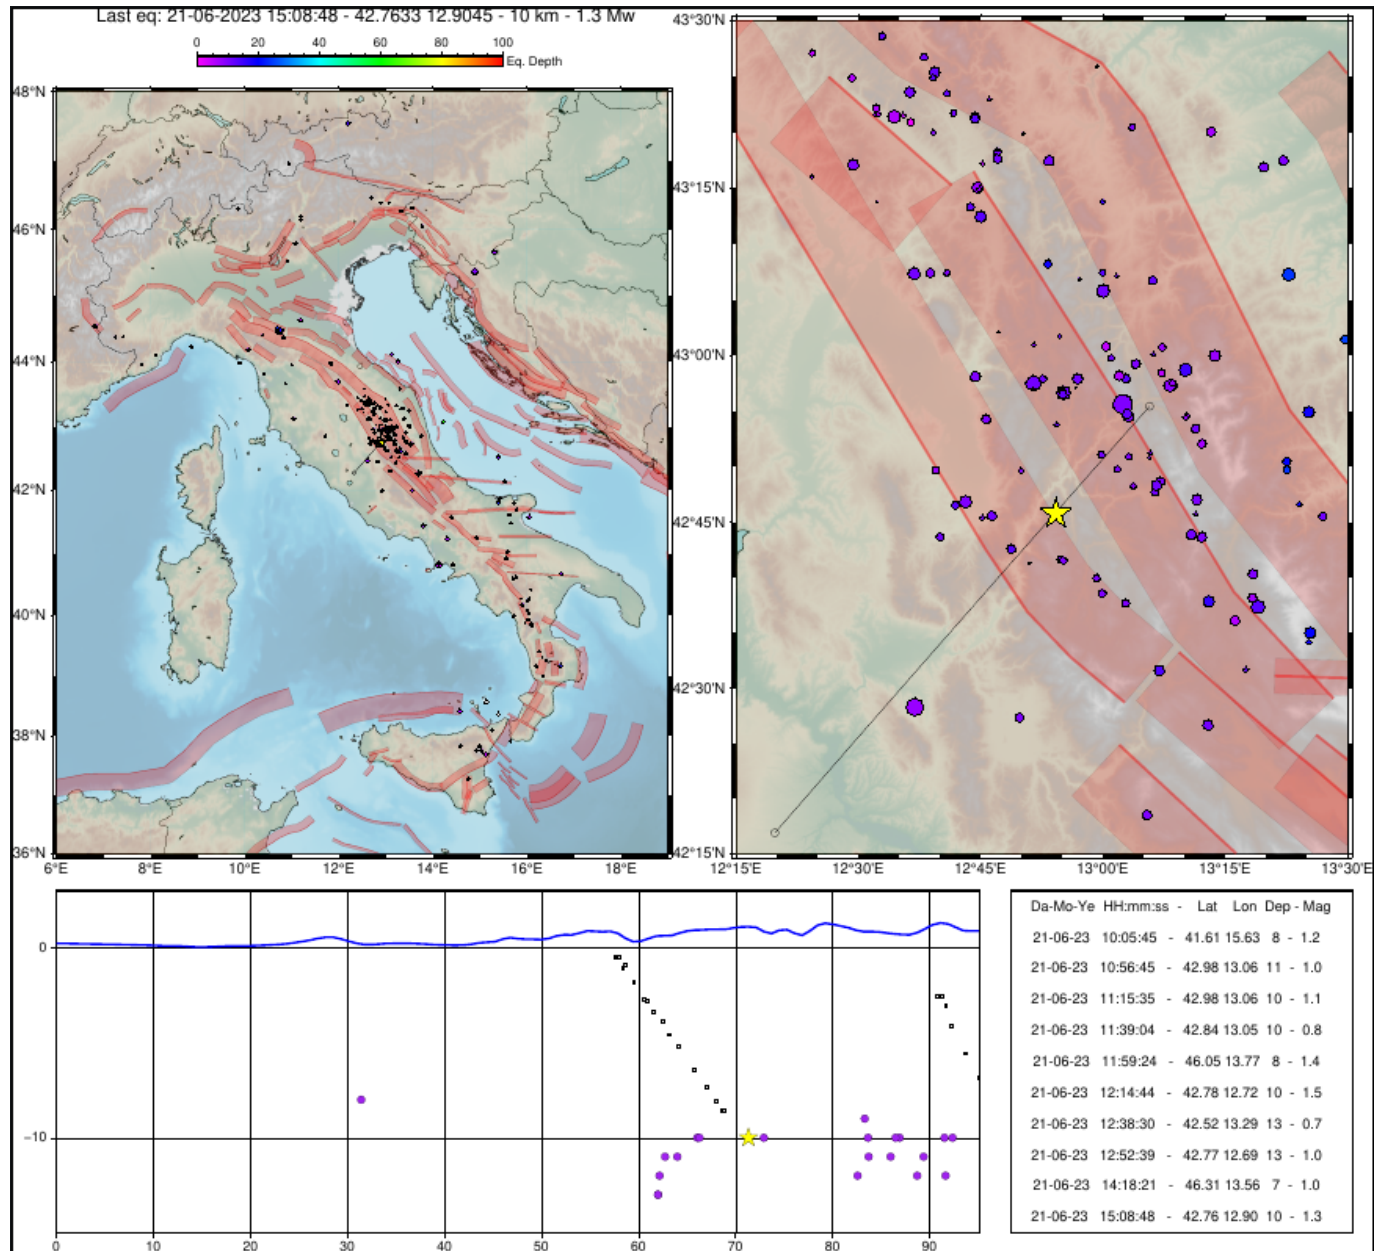 Last eq: 21-06-2023 15:08:48 - 42.7633 12.9045 - 10 km - 1.3 Mw
0 20 40 60 80 100
Eq. Depth
48°N
46°N
44°N
42°N
40°N
38°N
36°N
6°E 8°E 10°E 12°E 14°E 16°E 18°E
43°30'N
43°15'N
43°00'N
42°45'N
42°30'N
42°15'N
12°15'E 12°30'E 12°45'E 13°00'E 13°15'E 13°30'E
0
-10
0 10 20 30 40 50 60 70 80 90
Da-Mo-Ye HH:mm:ss - Lat Lon Dep - Mag
21-06-23 10:05:45 - 41.61 15.63 8 - 1.2
21-06-23 10:56:45 - 42.98 13.06 11 - 1.0
21-06-23 11:15:35 - 42.98 13.06 10 - 1.1
21-06-23 11:39:04 - 42.84 13.05 10 - 0.8
21-06-23 11:59:24 - 46.05 13.77 8 - 1.4
21-06-23 12:14:44 - 42.78 12.72 10 - 1.5
21-06-23 12:38:30 - 42.52 13.29 13 - 0.7
21-06-23 12:52:39 - 42.77 12.69 13 - 1.0
21-06-23 14:18:21 - 46.31 13.56 7 - 1.0
21-06-23 15:08:48 - 42.76 12.90 10 - 1.3